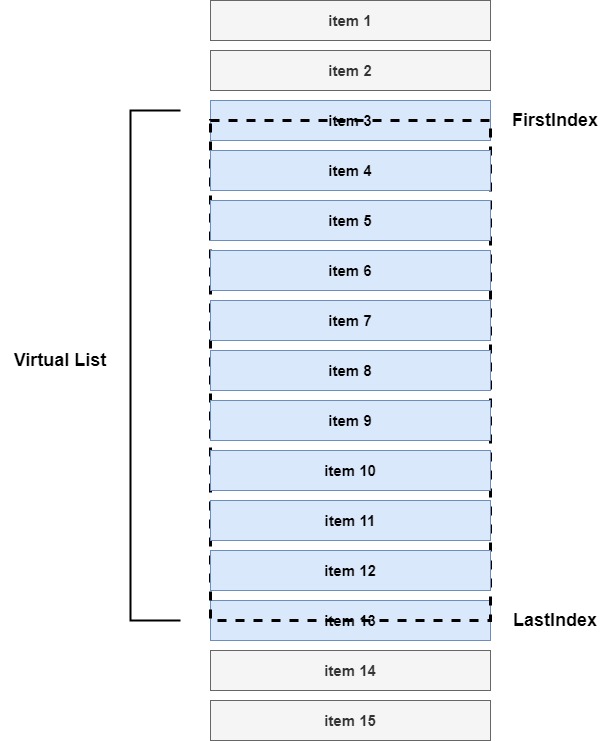 item 1
item 2
item 3
FirstIndex
item 4
item 5
item 6
item 7
Virtual List
item 8
item 9
item 10
item 11
item 12
item 13
LastIndex
item 14
item 15